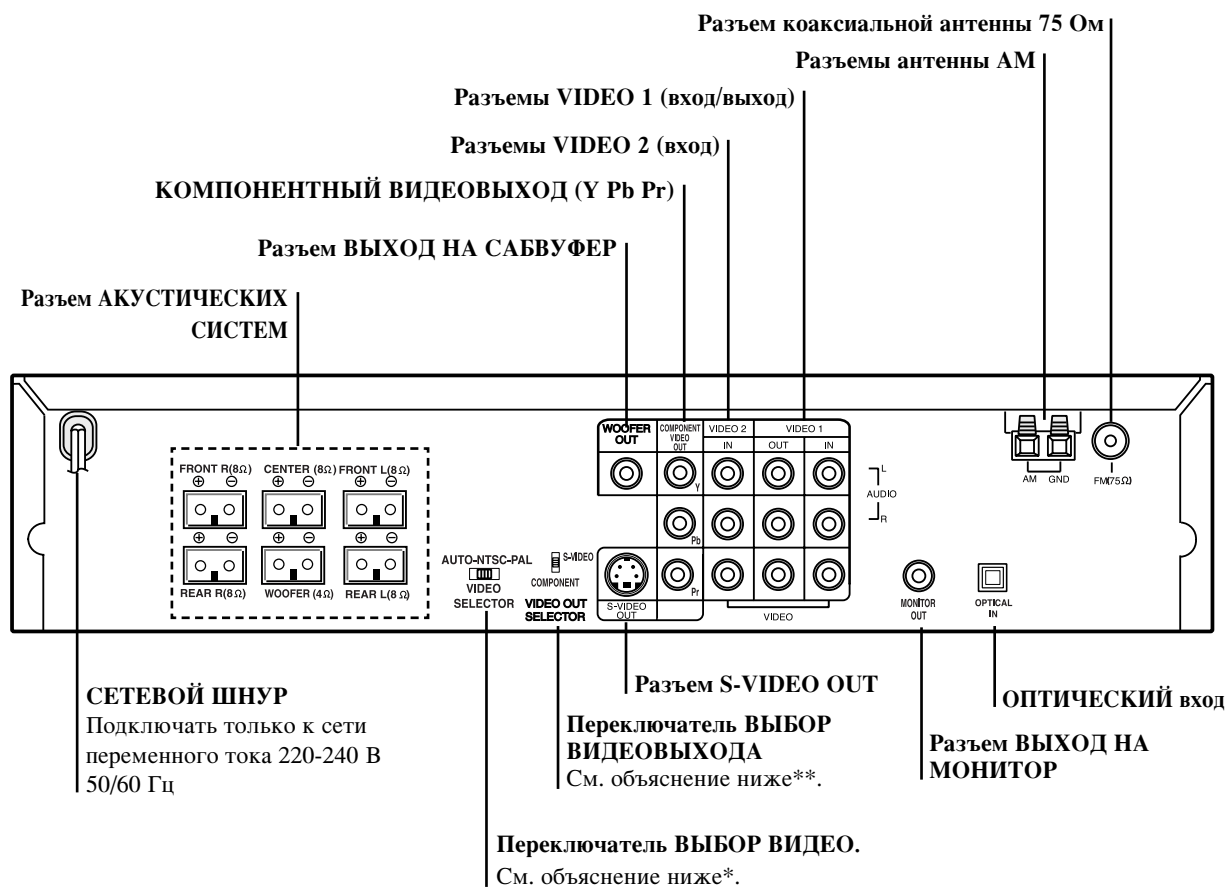 Разъем коаксиальной антенны 75 Ом
Разъемы антенны AM
Разъемы VIDEO 1 (вход/выход)
Разъемы VIDEO 2 (вход)
КОМПОНЕНТНЫЙ ВИДЕОВЫХОД (Y Pb Pr)
Разъем ВЫХОД НА САБВУФЕР
Разъем АКУСТИЧЕСКИХ
СИСТЕМ
FRONT R(8Ω) CENTER (8Ω) FRONT L(8Ω)
⊕ ⊖ ⊕ ⊖ ⊕ ⊖
⊕ ⊖ ⊕ ⊖ ⊕ ⊖
REAR R(8Ω) WOOFER (4Ω) REAR L(8Ω)
AUTO-NTSC-PAL
VIDEO
SELECTOR
S-VIDEO
COMPONENT
VIDEO OUT
SELECTOR
WOOFER
OUT
COMPONENT
VIDEO
OUT
VIDEO 2
IN
VIDEO 1
OUT IN
Y
Pb
Pr
S-VIDEO
OUT
VIDEO
L
AUDIO
R
AM GND
FM(75Ω)
MONITOR
OUT
OPTICAL
IN
СЕТЕВОЙ ШНУР
Подключать только к сети
переменного тока 220-240 В
50/60 Гц
Разъем S-VIDEO OUT
Переключатель ВЫБОР
ВИДЕОВЫХОДА
См. объяснение ниже**.
ОПТИЧЕСКИЙ вход
Разъем ВЫХОД НА
МОНИТОР
Переключатель ВЫБОР ВИДЕО.
См. объяснение ниже*.